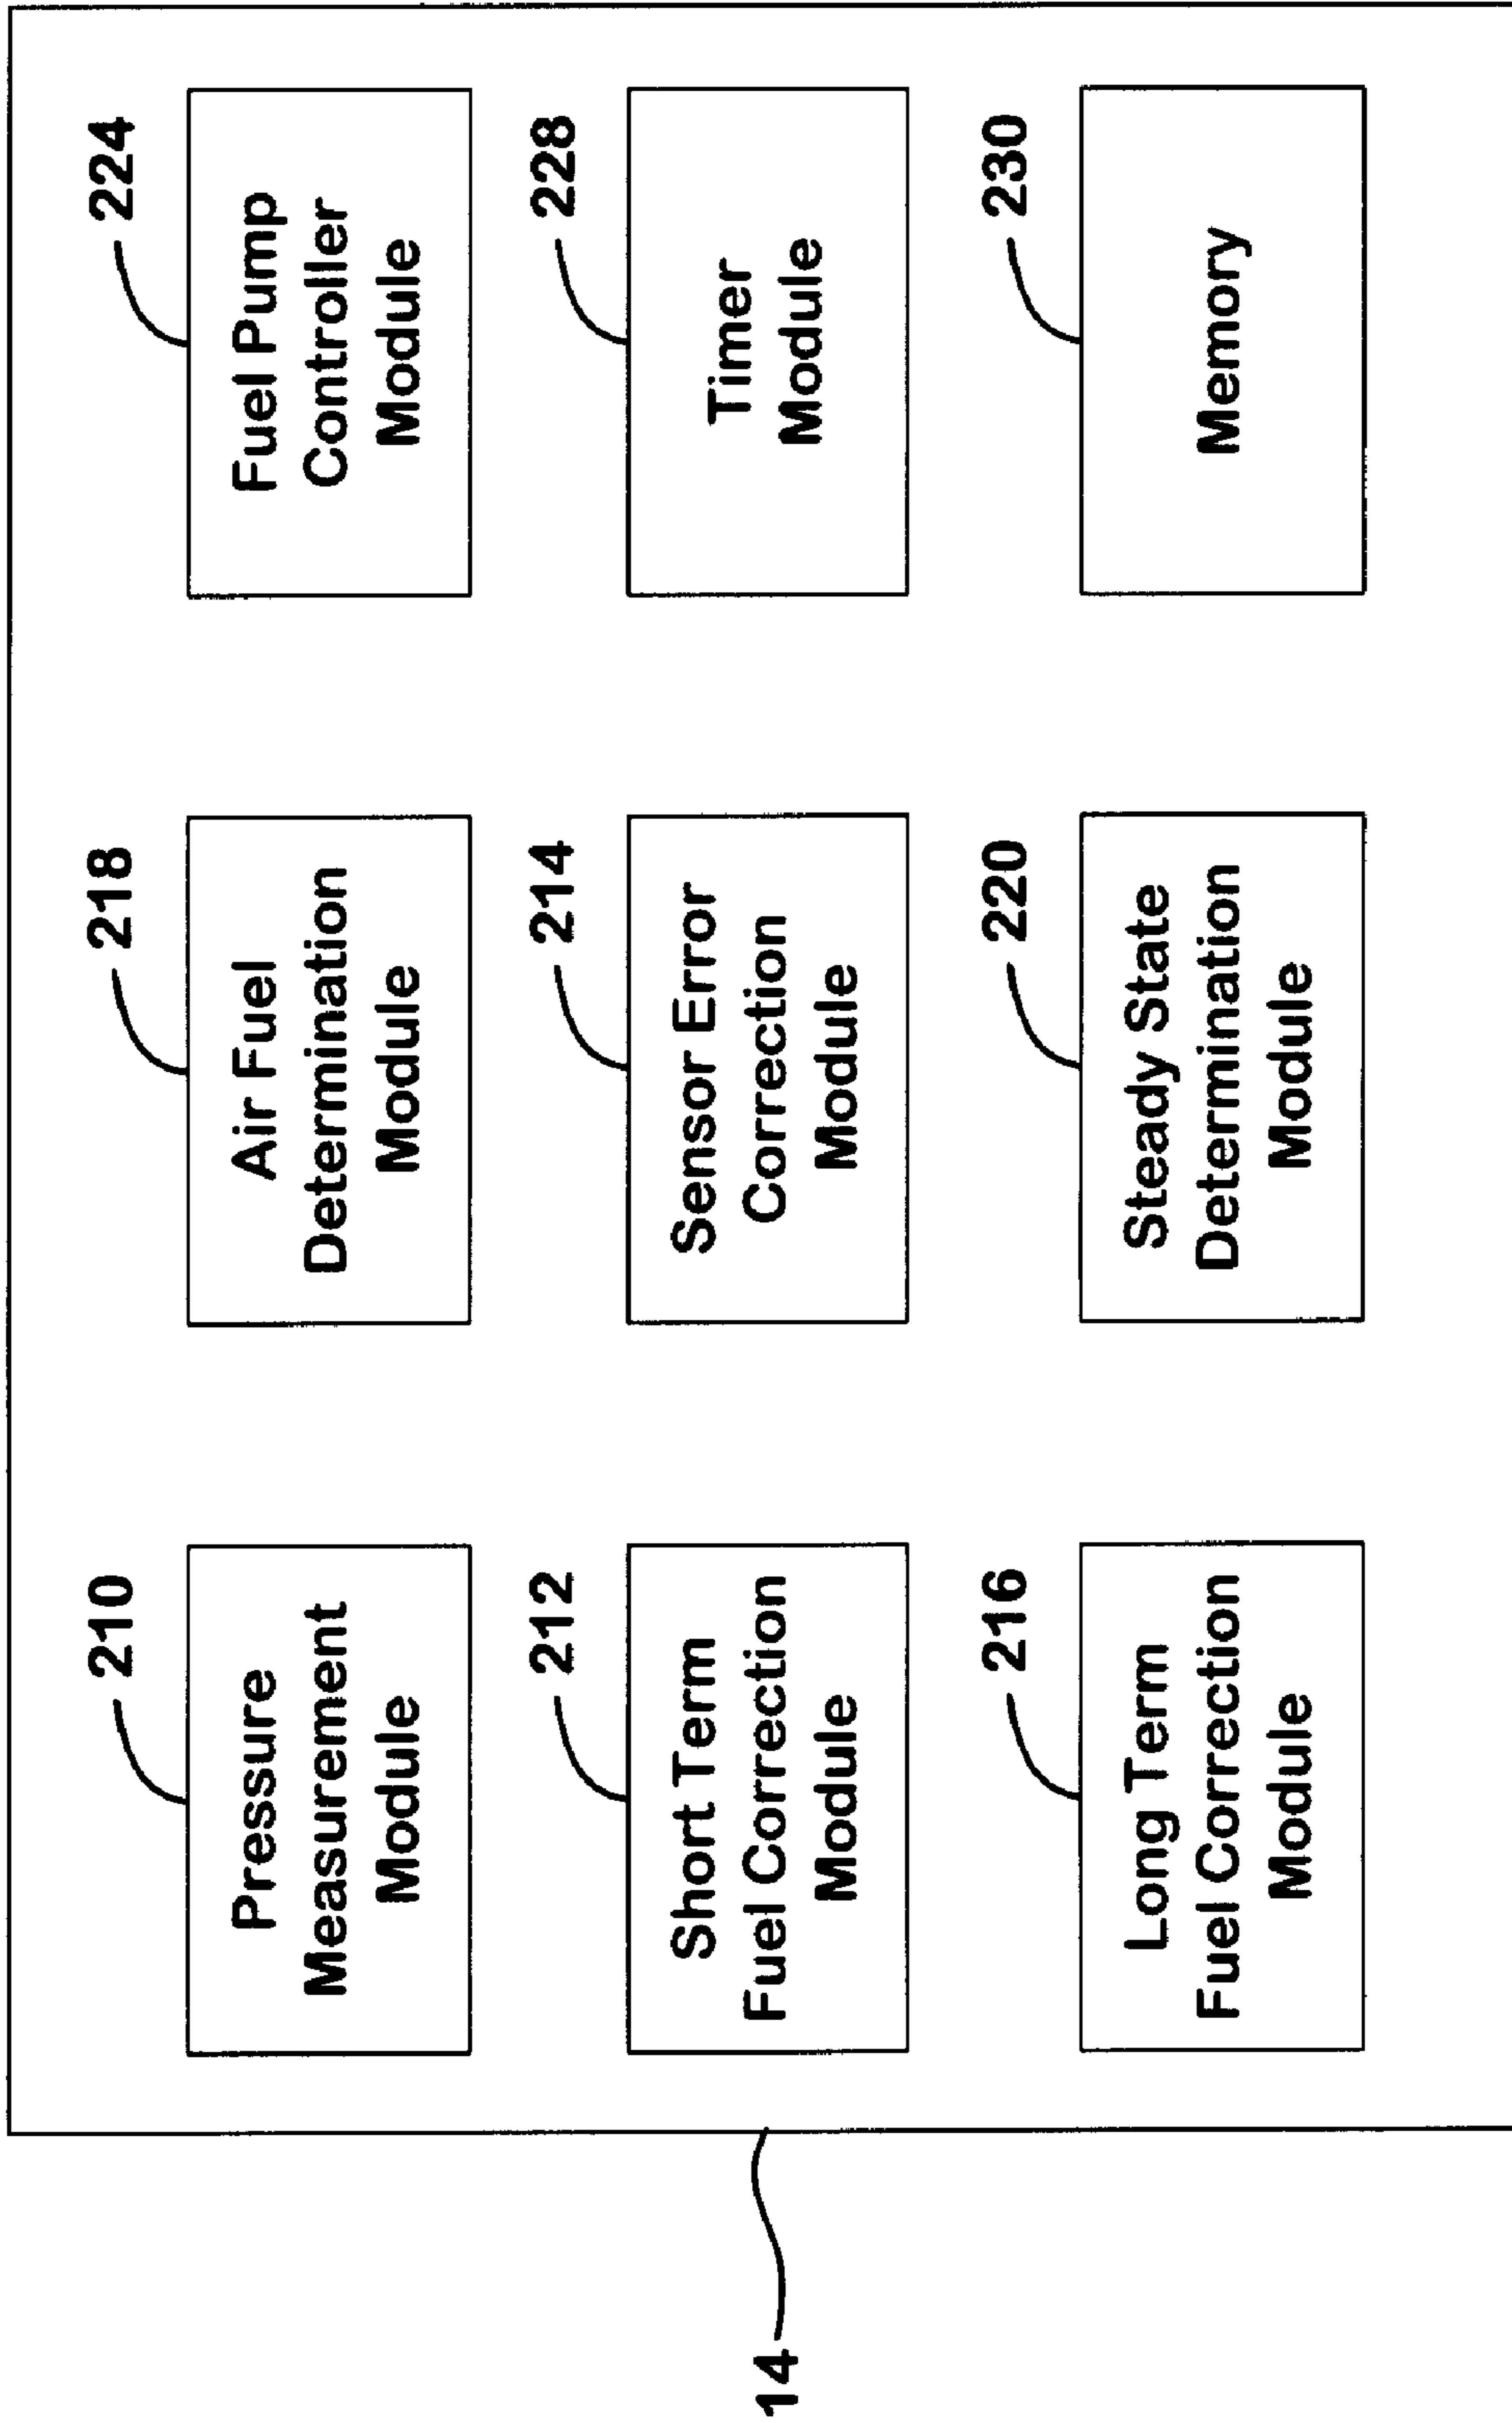 210
Pressure
Measurement
Module
218
Air Fuel
Determination
Module
224
Fuel Pump
Controller
Module
212
Short Term
Fuel Correction
Module
214
Sensor Error
Correction
Module
228
Timer
Module
216
Long Term
Fuel Correction
Module
220
Steady State
Determination
Module
230
Memory
14